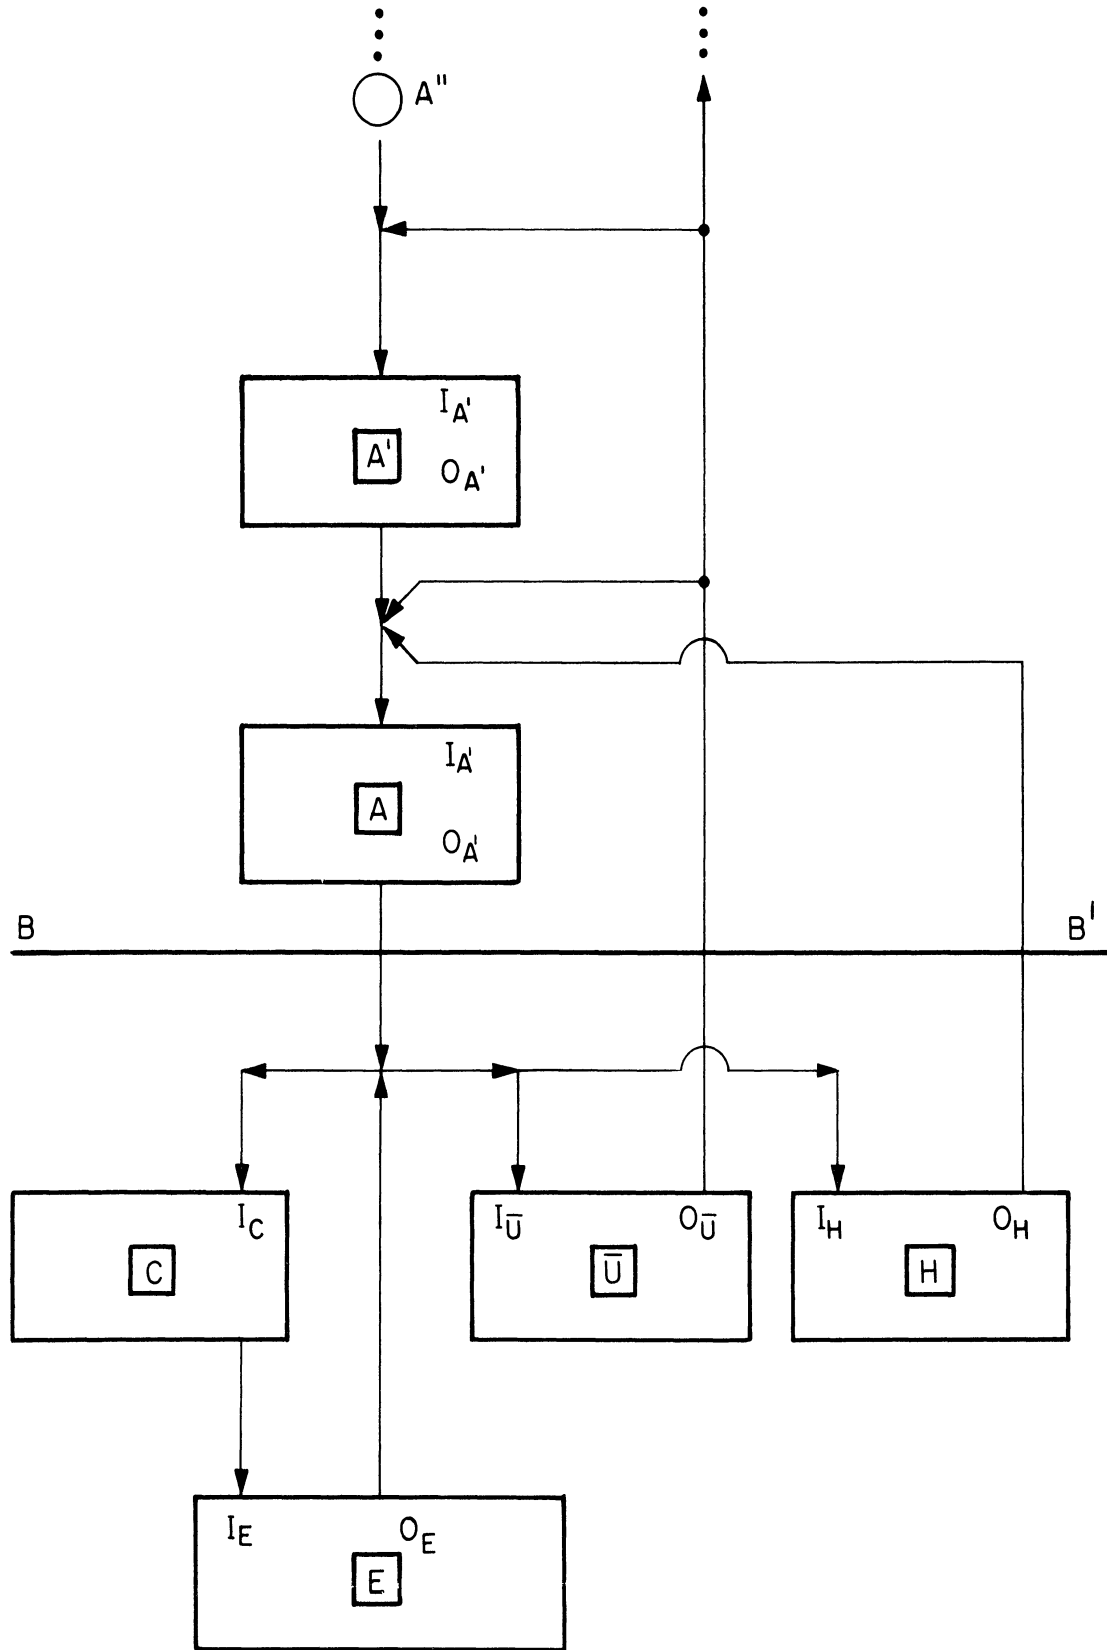 A"
I_A'
A'
O_A'
I_A'
A
O_A'
B B'
I_C
C
I_Ū O_Ū
Ū
I_H O_H
H
I_E O_E
E